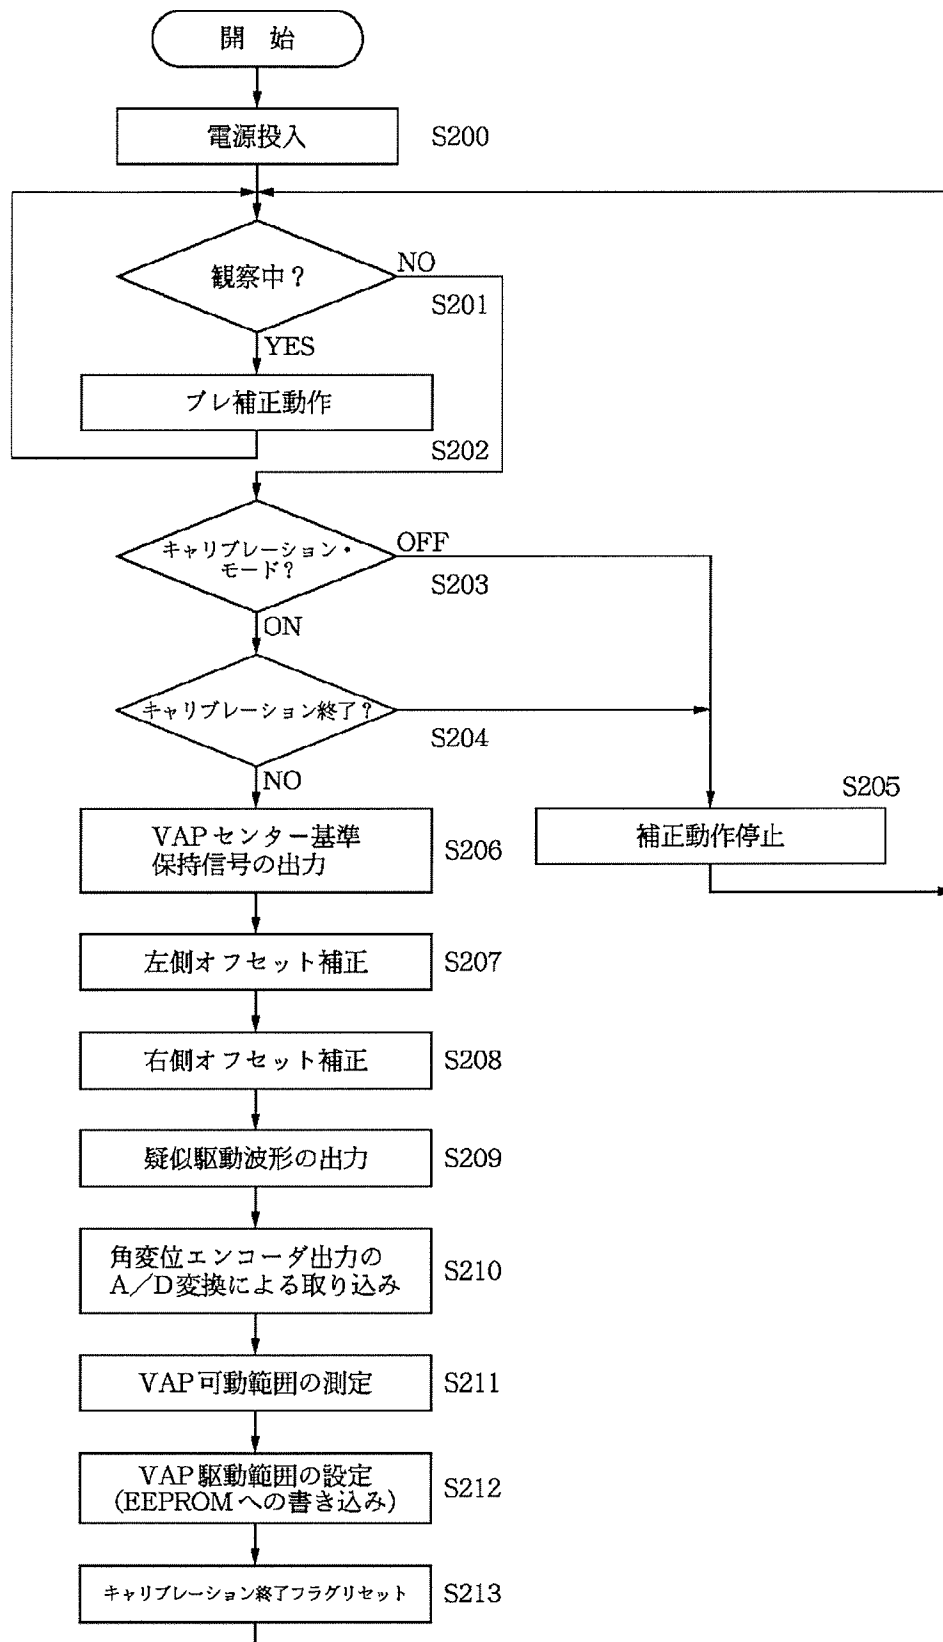 開 始
電源投入
S200
観察中？
NO
S201
YES
ブレ補正動作
S202
キャリブレーション・
モード？
OFF
S203
ON
キャリブレーション終了？
S204
NO
S205
VAPセンター基準
保持信号の出力
S206
補正動作停止
左側オフセット補正
S207
右側オフセット補正
S208
疑似駆動波形の出力
S209
角変位エンコーダ出力の
A／D変換による取り込み
S210
VAP可動範囲の測定
S211
VAP駆動範囲の設定
(EEPROMへの書き込み)
S212
キャリブレーション終了フラグリセット
S213